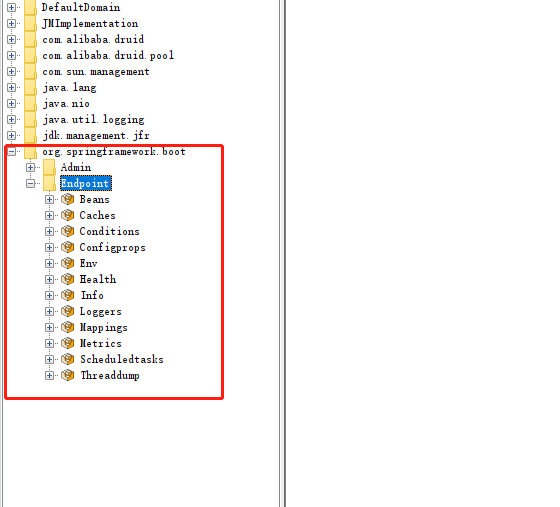 DefaultDomain
JMImplementation
com.alibaba.druid
com.alibaba.druid.pool
com.sun.management
java.lang
java.nio
java.util.logging
jdk.management.jfr
org.springframework.boot
Admin
Endpoint
Beans
Caches
Conditions
Configprops
Env
Health
Info
Loggers
Mappings
Metrics
Scheduledtasks
Threaddump